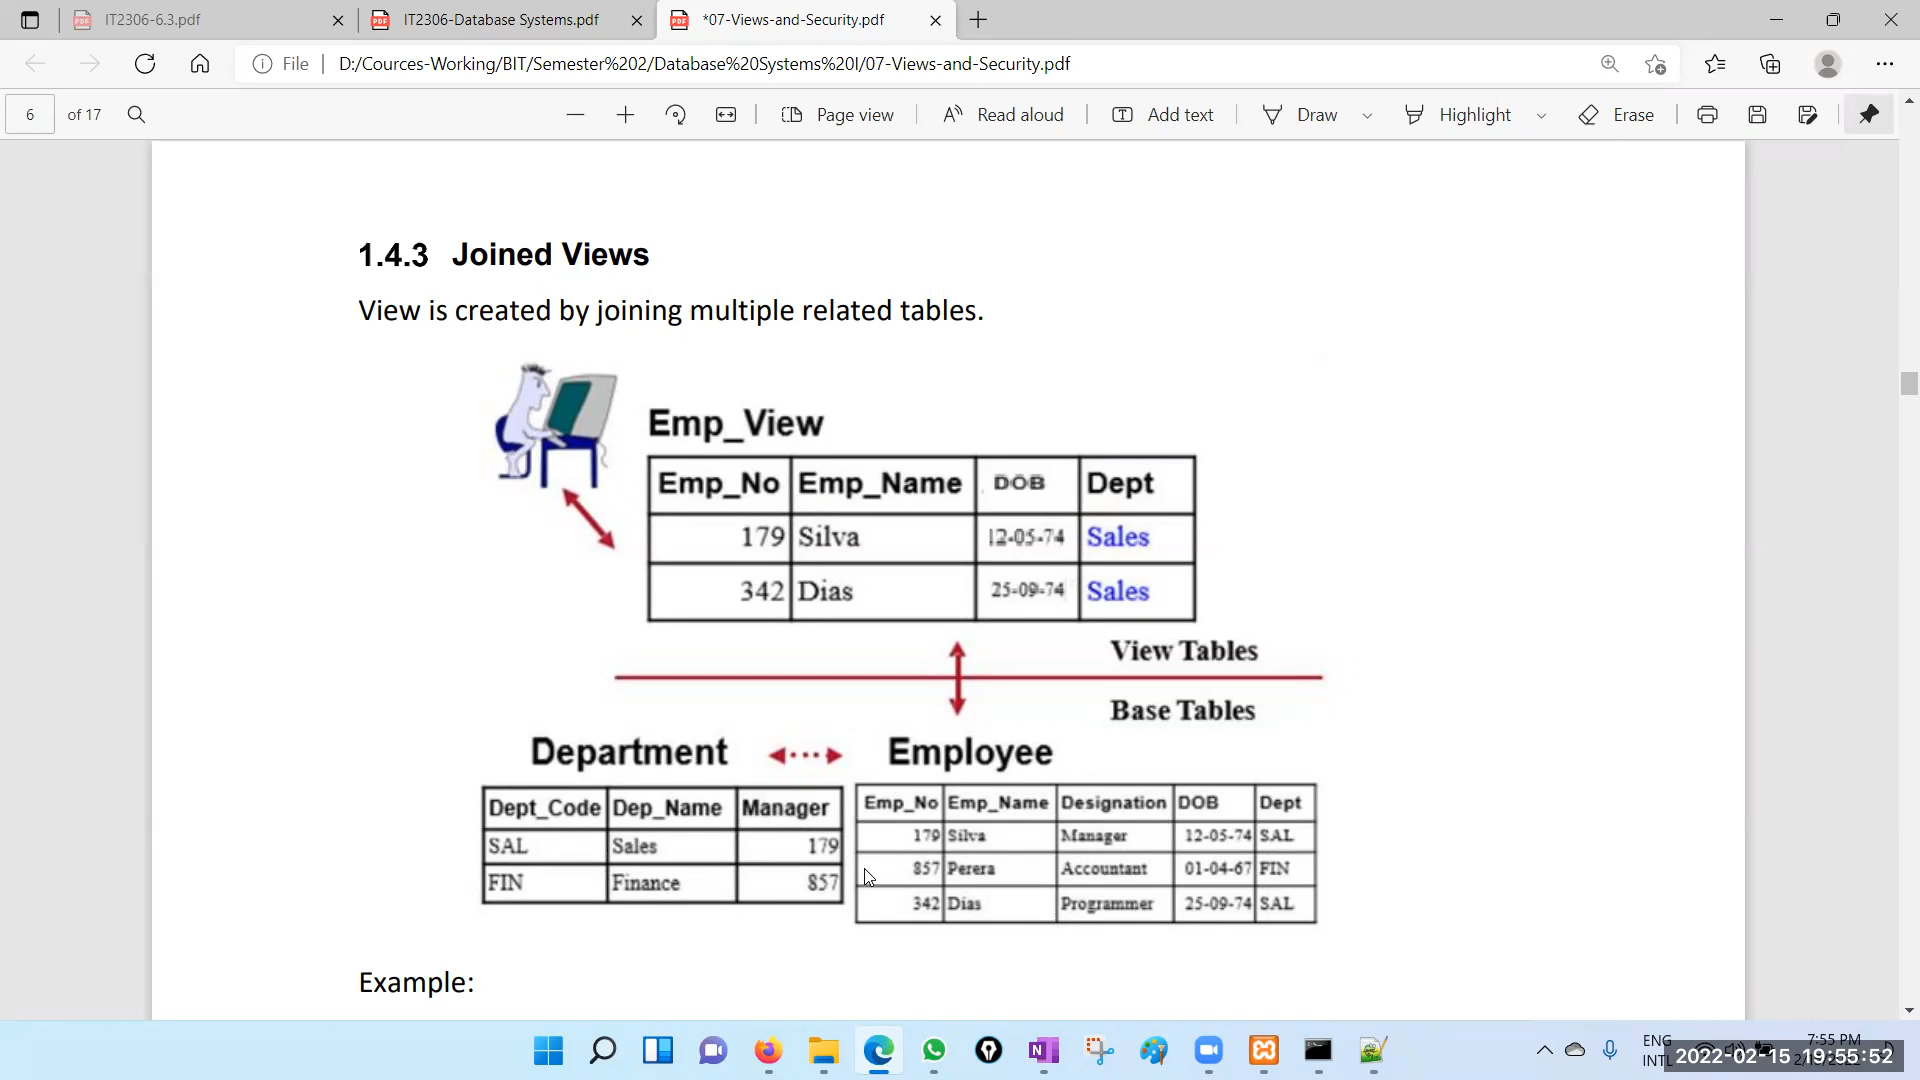 IT2306-6.3.pdf
IT2306-Database Systems.pdf
*07-Views-and-Security.pdf
File
D:/Cources-Working/BIT/Semester%202/Database%20Systems%20I/07-Views-and-Security.pdf
6 of 17
Page view
Read aloud
Add text
Draw
Highlight
Erase
1.4.3 Joined Views
View is created by joining multiple related tables.
Emp_View
Emp_No Emp_Name DOB Dept
179 Silva 12-05-74 Sales
342 Dias 25-09-74 Sales
View Tables
Base Tables
Department
Employee
Dept_Code Dep_Name Manager
SAL Sales 179
FIN Finance 857
Emp_No Emp_Name Designation DOB Dept
179 Silva Manager 12-05-74 SAL
857 Perera Accountant 01-04-67 FIN
342 Dias Programmer 25-09-74 SAL
Example:
ENG
INTL
7:55 PM
2022-02-15 19:55:52